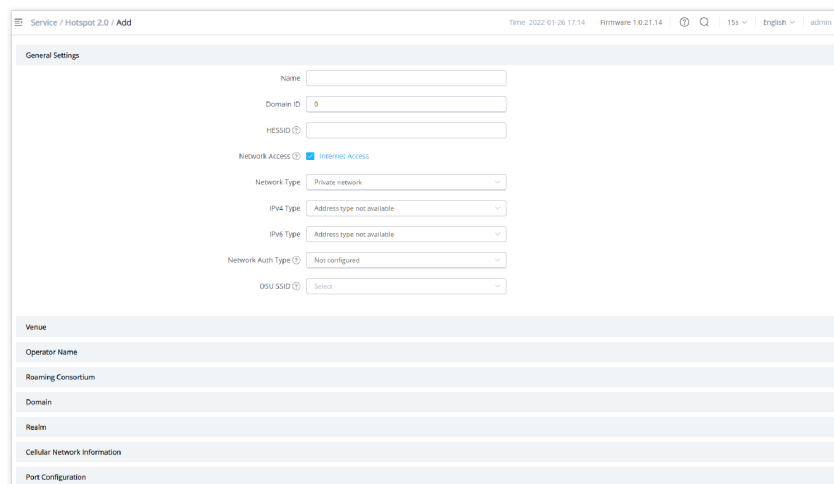 Service / Hotspot 2.0 / Add Time 2022-01-26 17:14 Firmware 1.0.21.14 15s English admin
General Settings
Name
Domain ID 0
HESSID
Network Access Internet Access
Network Type Private network
IPv4 Type Address type not available
IPv6 Type Address type not available
Network Auth Type Not configured
OSU SSID Select
Venue
Operator Name
Roaming Consortium
Domain
Realm
Cellular Network Information
Port Configuration